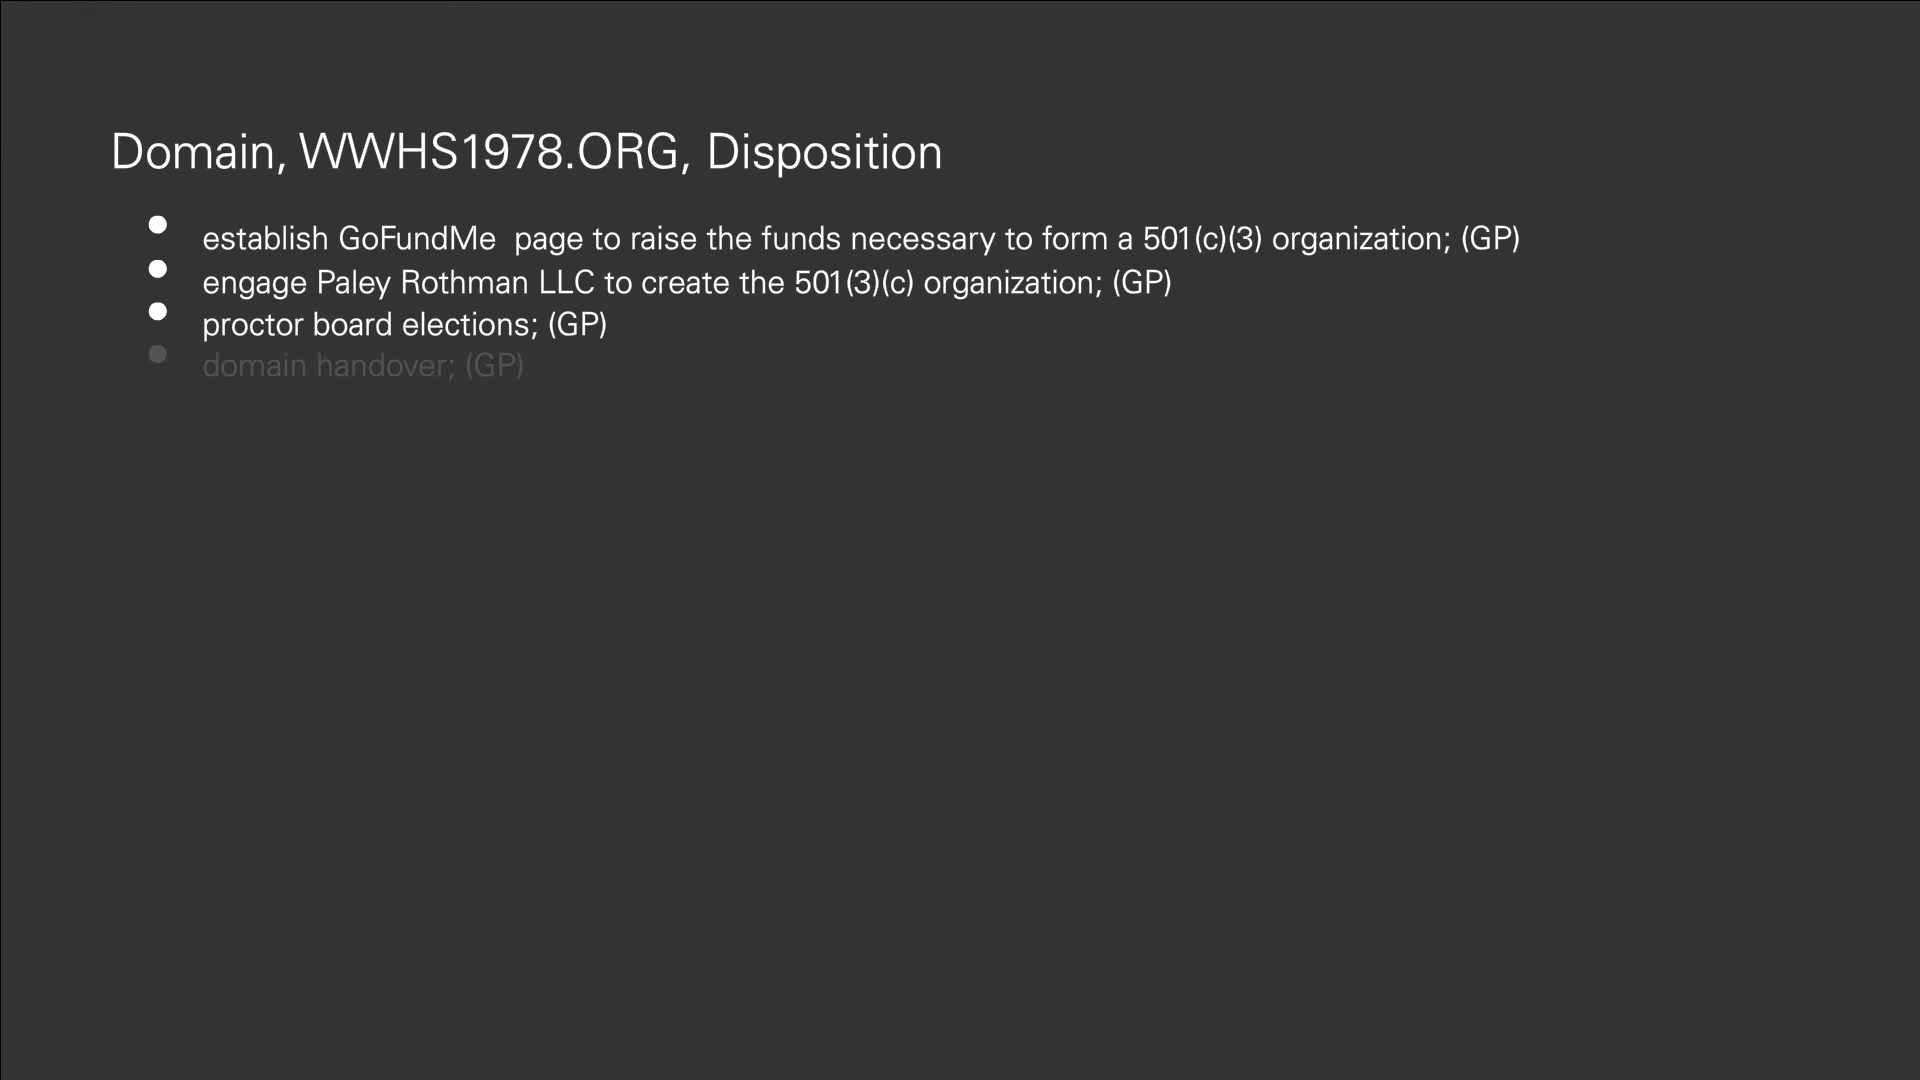 Domain, WWHS1978.ORG, Disposition
establish GoFundMe  page to raise the funds necessary to form a 501(c)(3) organization; (GP)
engage Paley Rothman LLC to create the 501(3)(c) organization; (GP)
proctor board elections; (GP)
domain handover; (GP)